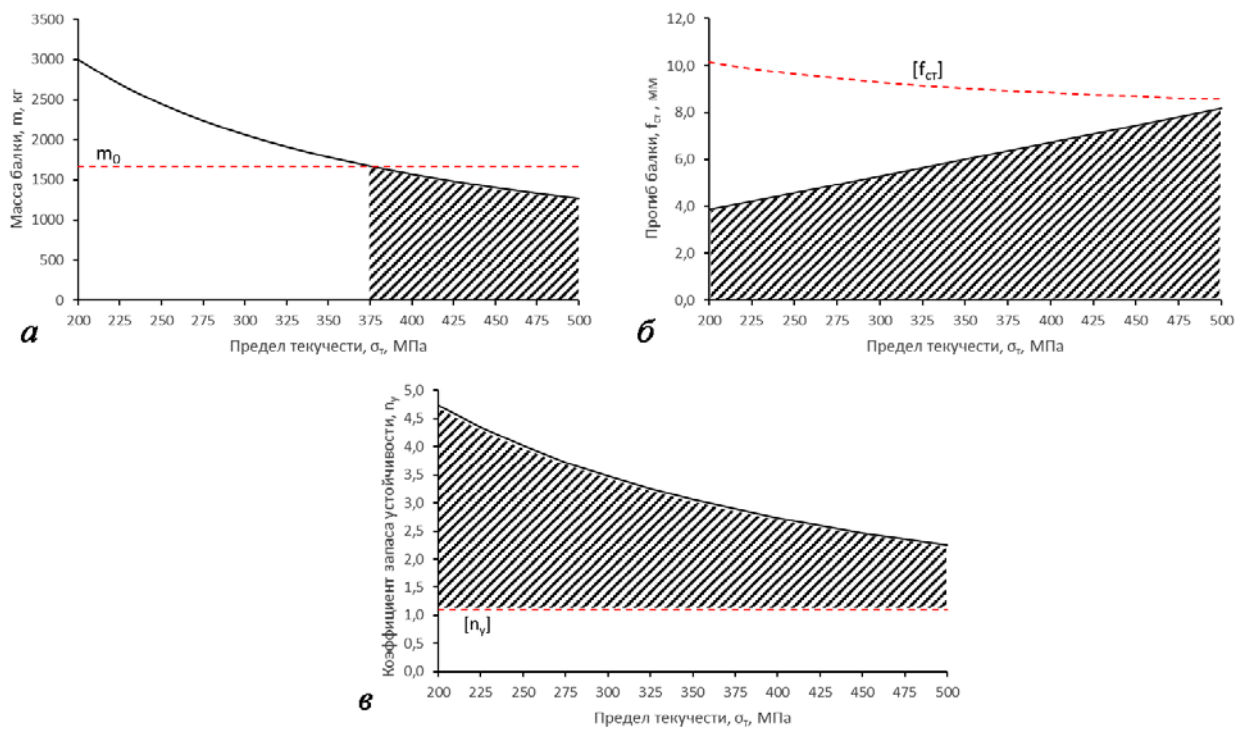 Масса балки, m, кг
3500
3000
2500
2000
1500
1000
500
0
m₀
200 225 250 275 300 325 350 375 400 425 450 475 500
Предел текучести, σт, МПа
а
Прогиб балки, fст, мм
12,0
10,0
8,0
6,0
4,0
2,0
0,0
[fст]
200 225 250 275 300 325 350 375 400 425 450 475 500
Предел текучести, σт, МПа
б
Коэффициент запаса устойчивости, nу
5,0
4,5
4,0
3,5
3,0
2,5
2,0
1,5
1,0
0,5
0,0
[nу]
200 225 250 275 300 325 350 375 400 425 450 475 500
Предел текучести, σт, МПа
в